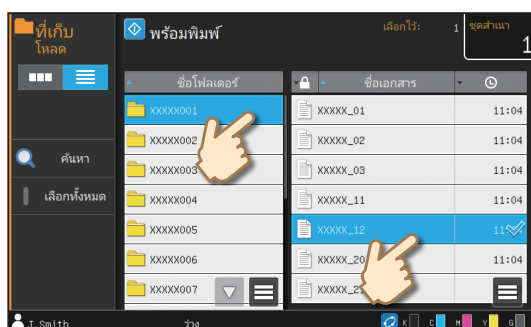 ที่เก็บ
โหลด
พร้อมพิมพ์
เลือกไว้: 1
ชุดสำเนา
1
ชื่อโฟลเดอร์
ชื่อเอกสาร
XXXXX001
XXXXX002
XXXXX003
XXXXX004
XXXXX005
XXXXX006
XXXXX007
ค้นหา
เลือกทั้งหมด
XXXXX_01 11:04
XXXXX_02 11:04
XXXXX_03 11:04
XXXXX_11 11:04
XXXXX_12
XXXXX_20 11:04
J.Smith
ว่าง
K C M Y G